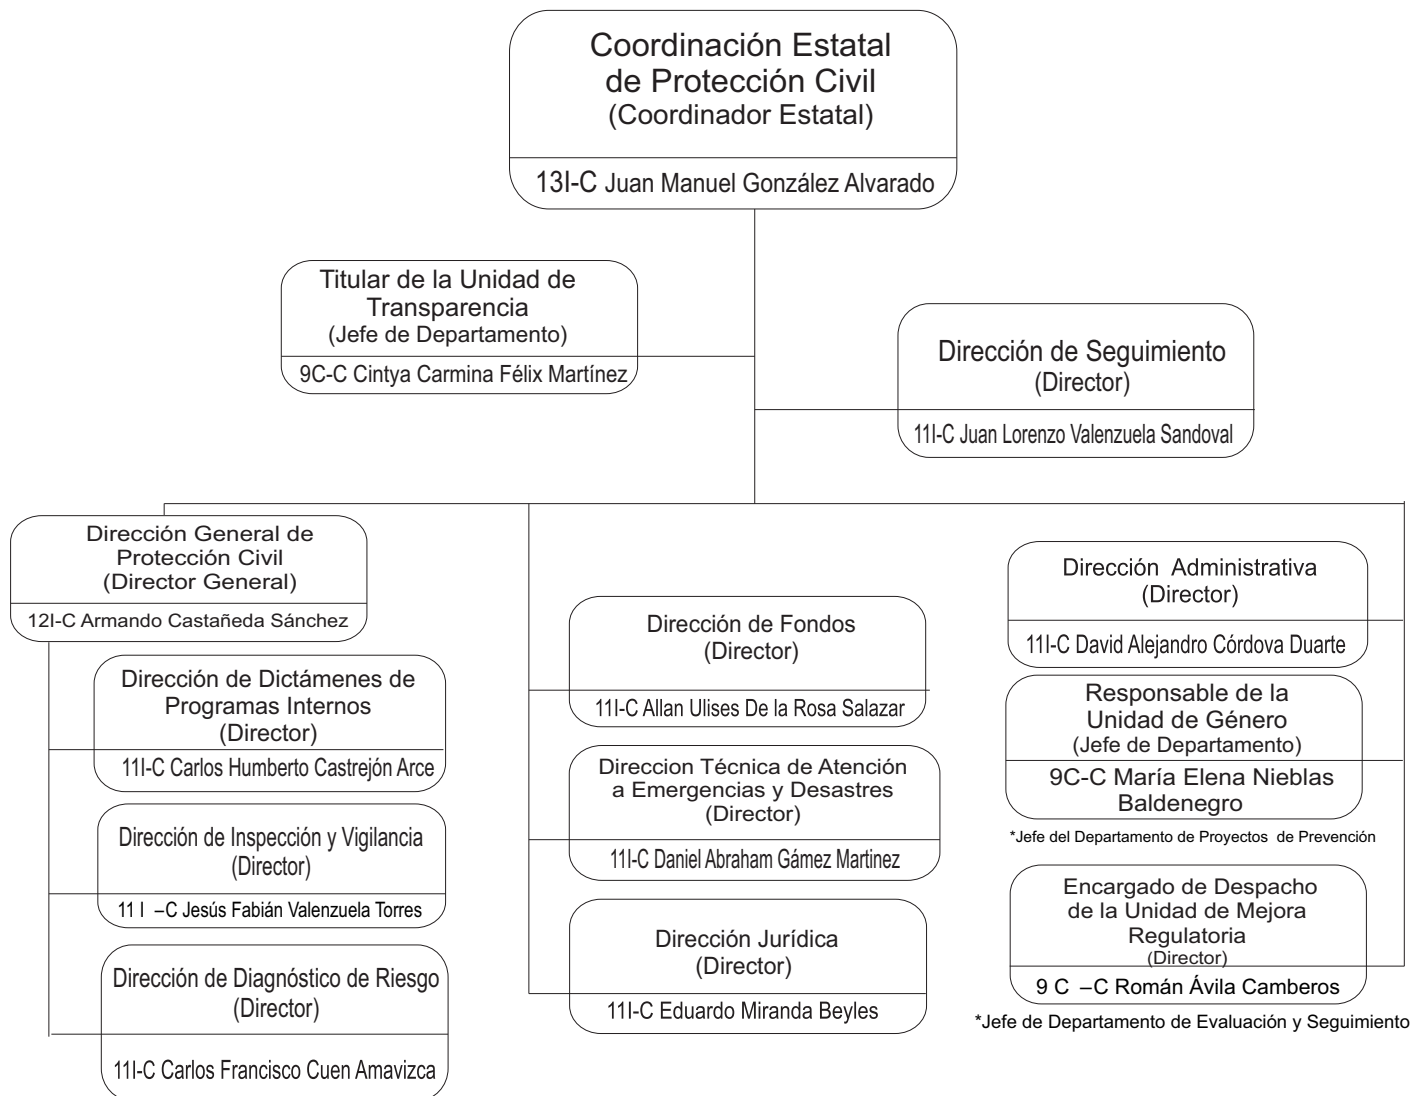 Coordinación Estatal
de Protección Civil
(Coordinador Estatal)
13I-C Juan Manuel González Alvarado
Titular de la Unidad de
Transparencia
(Jefe de Departamento)
9C-C Cintya Carmina Félix Martínez
Dirección de Seguimiento
(Director)
11I-C Juan Lorenzo Valenzuela Sandoval
Dirección General de
Protección Civil
(Director General)
12I-C Armando Castañeda Sánchez
Dirección de Dictámenes de
Programas Internos
(Director)
11I-C Carlos Humberto Castrejón Arce
Dirección de Inspección y Vigilancia
(Director)
11 I –C Jesús Fabián Valenzuela Torres
Dirección de Diagnóstico de Riesgo
(Director)
11I-C Carlos Francisco Cuen Amavizca
Dirección de Fondos
(Director)
11I-C Allan Ulises De la Rosa Salazar
Direccion Técnica de Atención
a Emergencias y Desastres
(Director)
11I-C Daniel Abraham Gámez Martinez
Dirección Jurídica
(Director)
11I-C Eduardo Miranda Beyles
Dirección Administrativa
(Director)
11I-C David Alejandro Córdova Duarte
Responsable de la
Unidad de Género
(Jefe de Departamento)
9C-C María Elena Nieblas
Baldenegro
*Jefe del Departamento de Proyectos de Prevención
Encargado de Despacho
de la Unidad de Mejora
Regulatoria
(Director)
9 C –C Román Ávila Camberos
*Jefe de Departamento de Evaluación y Seguimiento